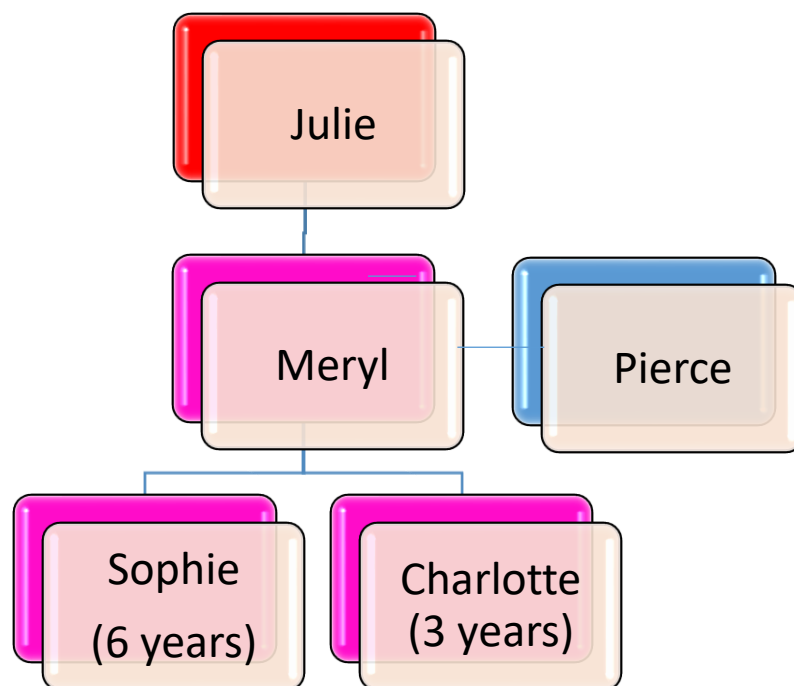 Julie
Meryl
Pierce
Sophie
(6 years)
Charlotte
(3 years)